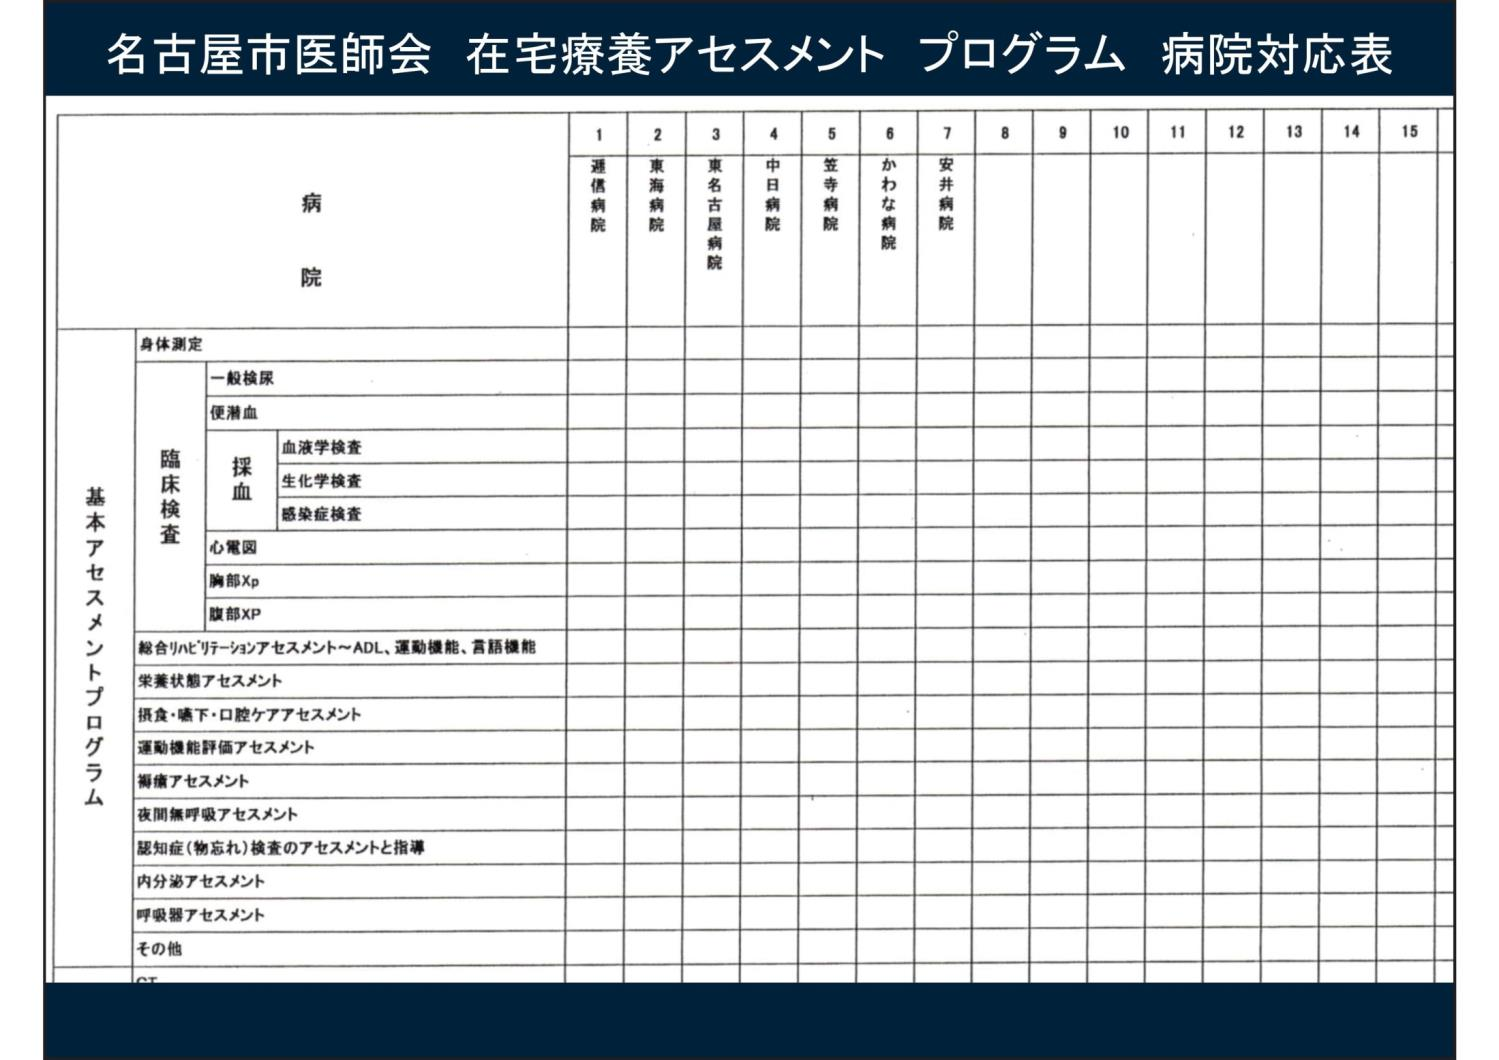 名古屋市医師会　在宅療養アセスメント　プログラム　病院対応表
病院
1 2 3 4 5 6 7 8 9 10 11 12 13 14 15
逓信病院
東海病院
東名古屋病院
中日病院
笠寺病院
かわな病院
安井病院
基本アセスメントプログラム
身体測定
臨床検査
一般検尿
便潜血
採血
血液学検査
生化学検査
感染症検査
心電図
胸部Xp
腹部XP
総合ﾘﾊﾋﾞﾘﾃｰｼｮﾝアセスメント～ADL、運動機能、言語機能
栄養状態アセスメント
摂食・嚥下・口腔ケアアセスメント
運動機能評価アセスメント
褥瘡アセスメント
夜間無呼吸アセスメント
認知症（物忘れ）検査のアセスメントと指導
内分泌アセスメント
呼吸器アセスメント
その他
CT